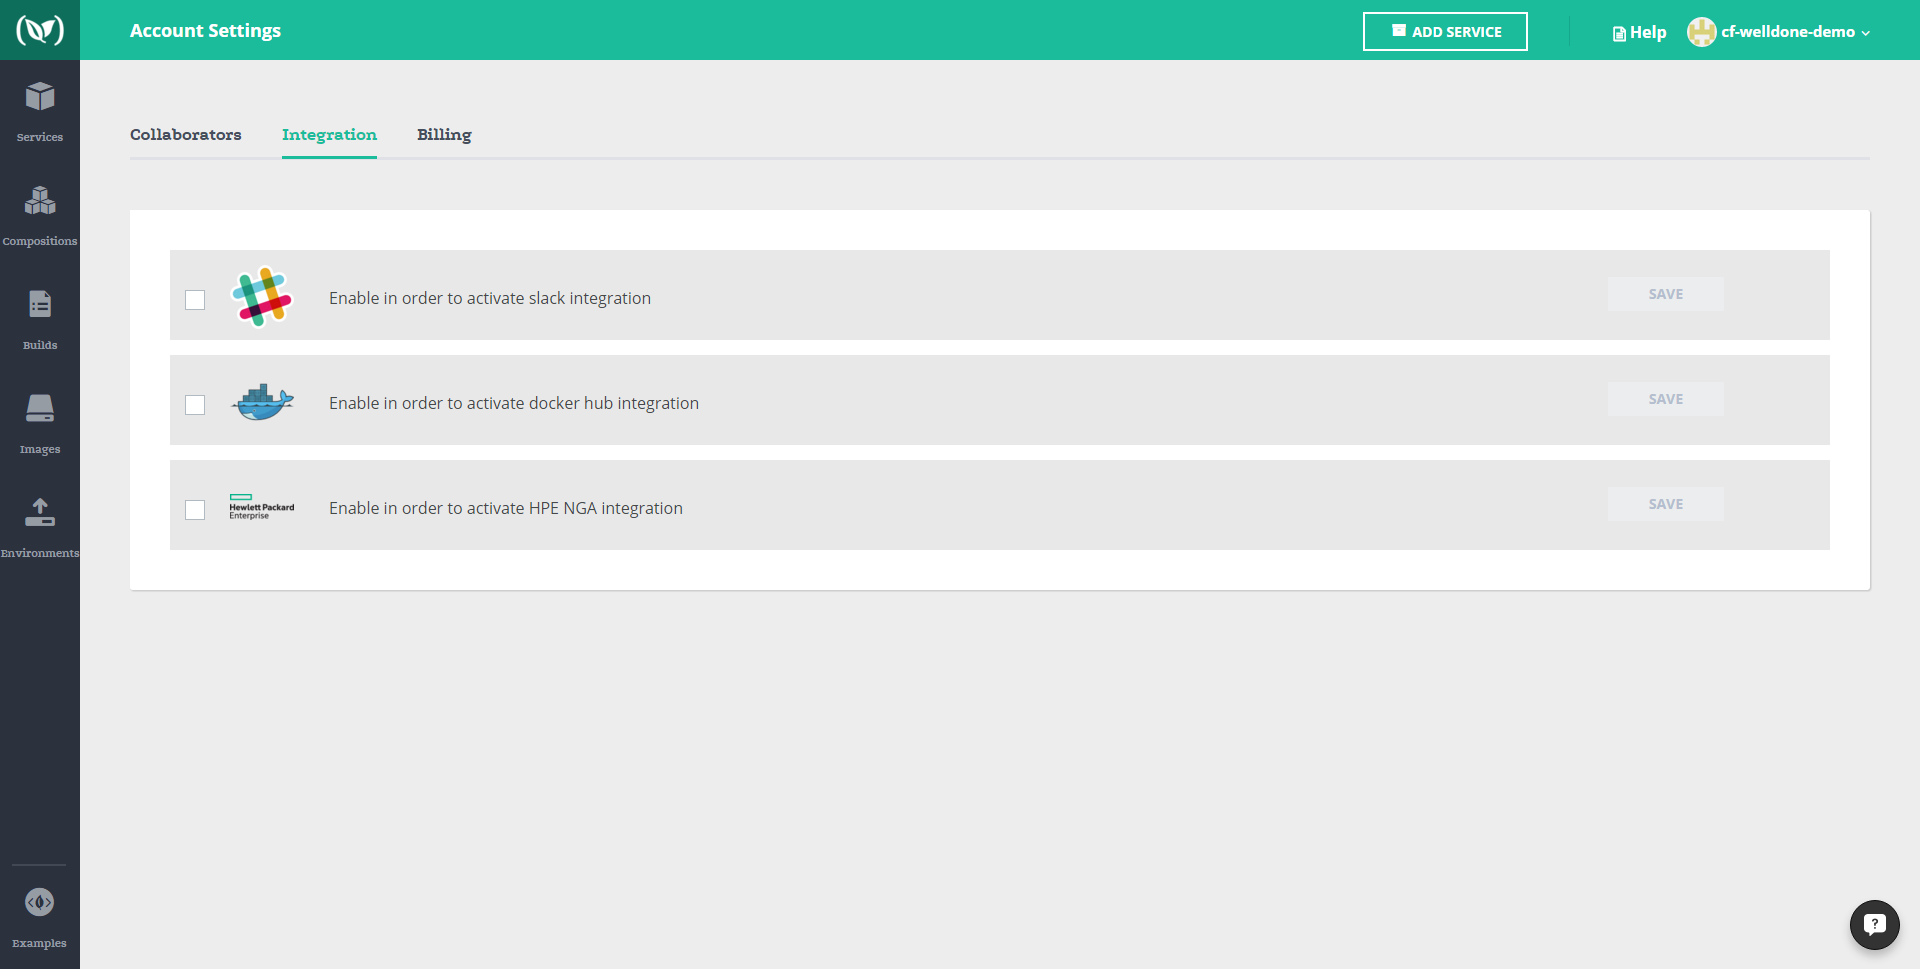 Account Settings
ADD SERVICE
Help
cf-welldone-demo
Services
Compositions
Builds
Images
Environments
Examples
Collaborators
Integration
Billing
Enable in order to activate slack integration
SAVE
Enable in order to activate docker hub integration
SAVE
Hewlett Packard
Enterprise
Enable in order to activate HPE NGA integration
SAVE
?